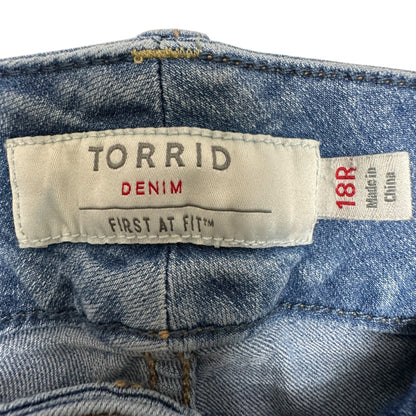 TORRID
DENIM
FIRST AT FIT™
18R
Made in
China